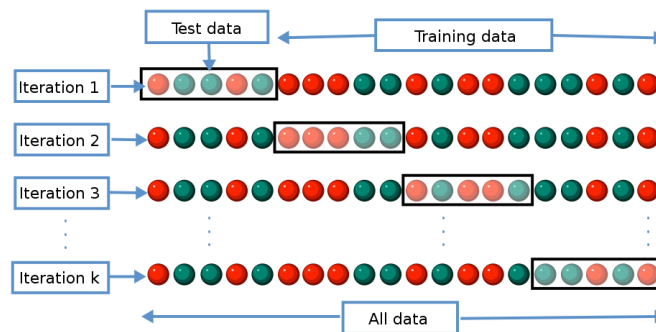 Test data
Training data
Iteration 1
Iteration 2
Iteration 3
Iteration k
All data